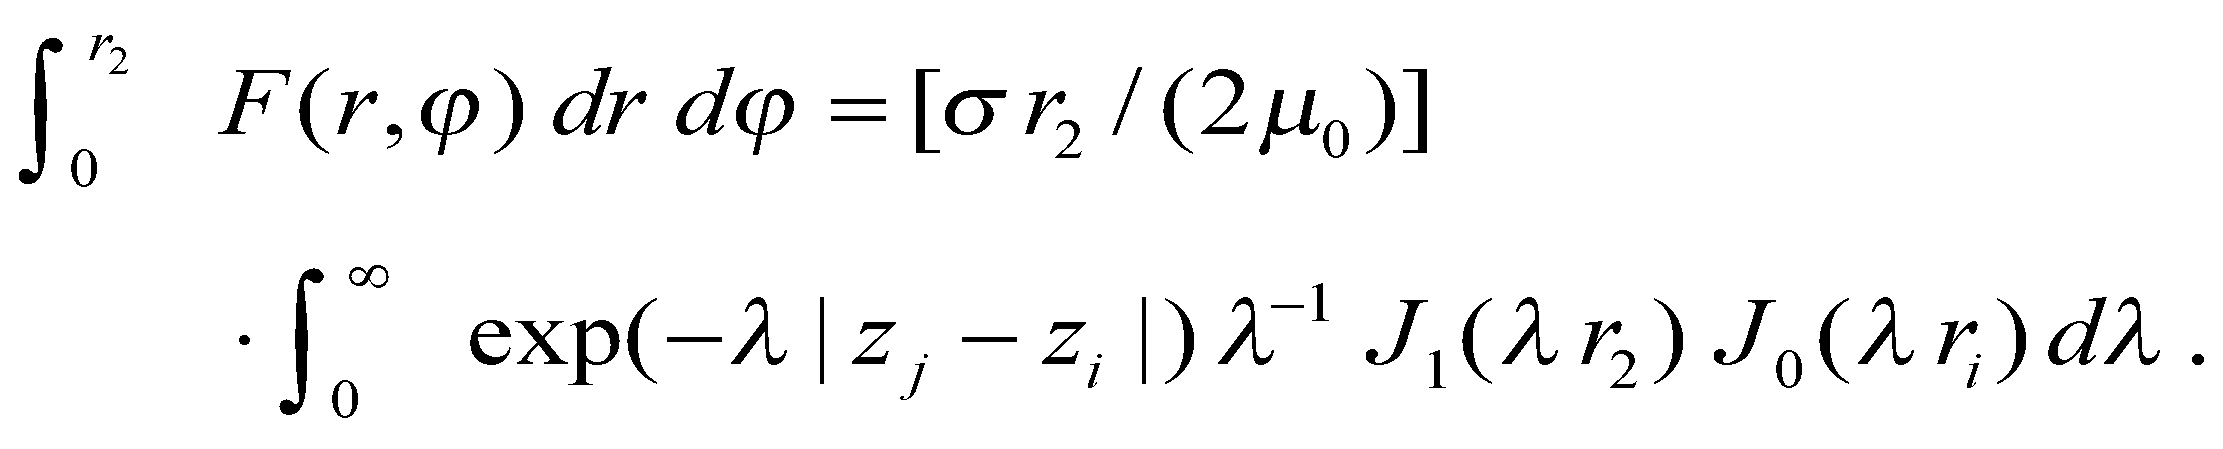 ∫₀^{r₂} F(r,φ) dr dφ = [σ r₂ / (2μ₀)]
· ∫₀^∞ exp(−λ | z_j − z_i |) λ⁻¹ J₁(λ r₂) J₀(λ r_i) dλ .